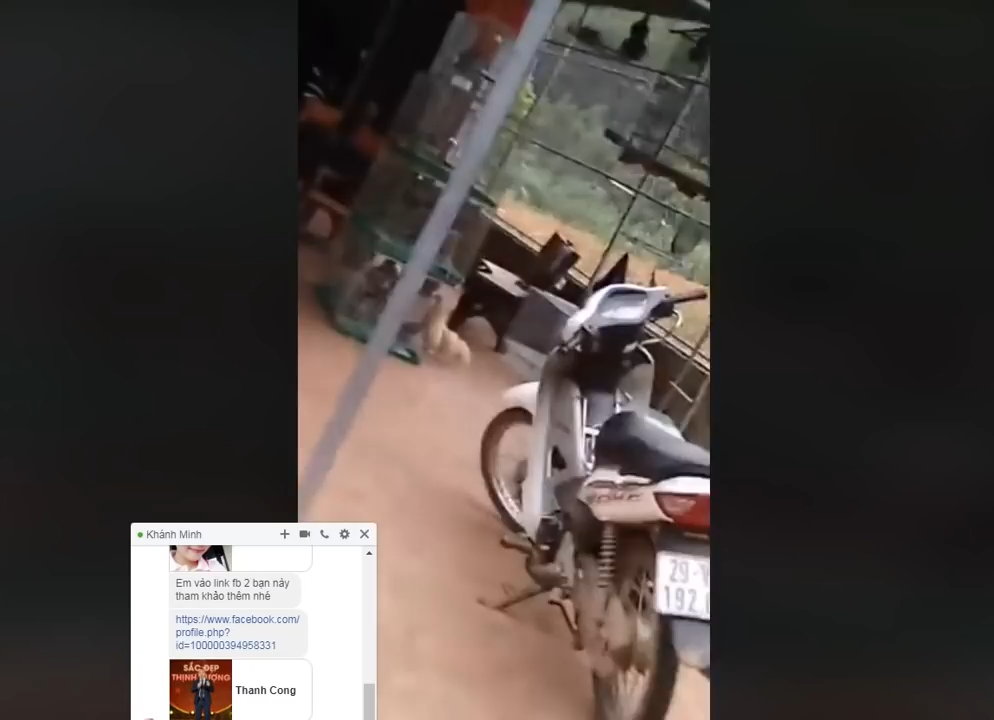 Khánh Minh
Em vào link fb 2 bạn này
tham khảo thêm nhé
https://www.facebook.com/
profile.php?
id=100000394958331
SẮC ĐẸP
THỊNH VƯỢNG
Thanh Cong
29-
192.